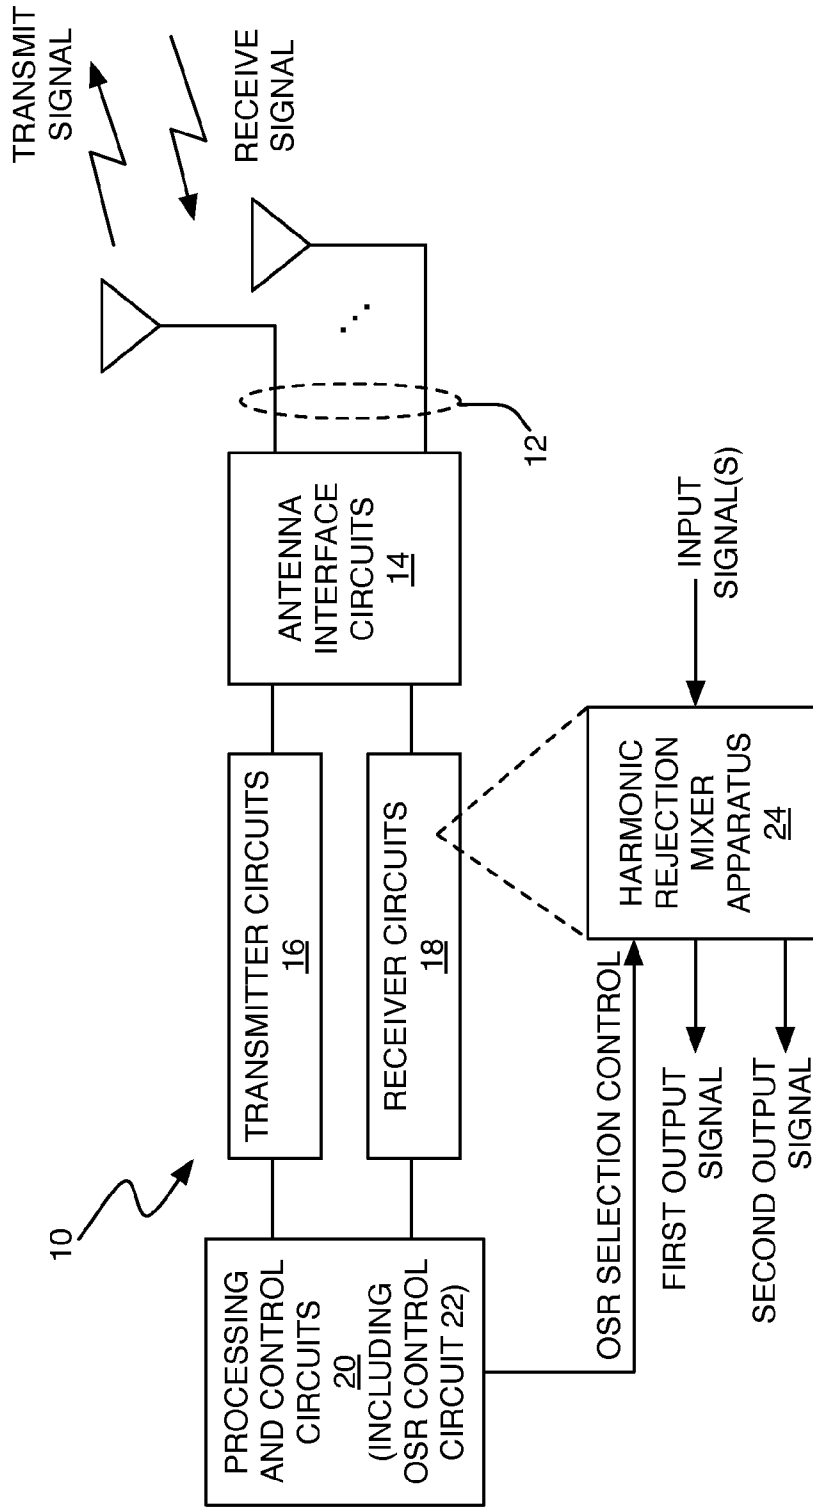 10
PROCESSING
AND CONTROL
CIRCUITS
20
(INCLUDING
OSR CONTROL
CIRCUIT 22)
TRANSMITTER CIRCUITS
16
RECEIVER CIRCUITS
18
ANTENNA
INTERFACE
CIRCUITS
14
12
TRANSMIT
SIGNAL
RECEIVE
SIGNAL
OSR SELECTION CONTROL
FIRST OUTPUT
SIGNAL
SECOND OUTPUT
SIGNAL
HARMONIC
REJECTION
MIXER
APPARATUS
24
INPUT
SIGNAL(S)